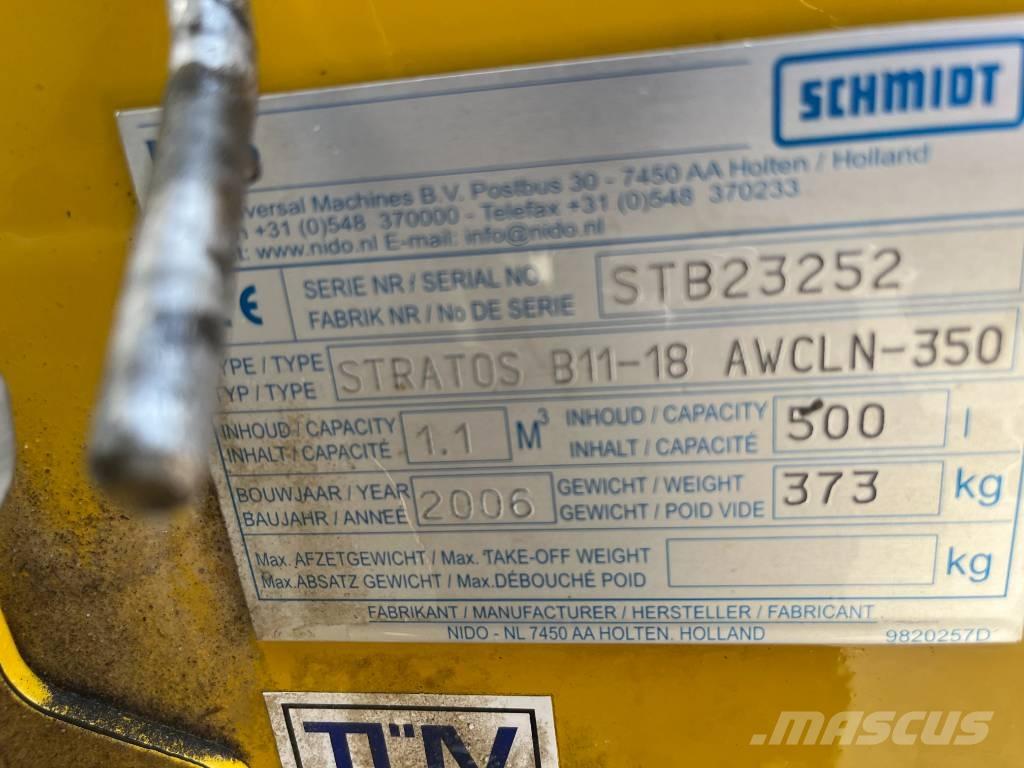 SCHMIDT
Machines B.V. Postbus 30 - 7450 AA Holten / Holland
+31 (0)548 370000 - Telefax +31 (0)548 370233
www.nido.nl E-mail: info@nido.nl
SERIE NR / SERIAL NO
FABRIK NR / No DE SERIE
STB23252
CE
TYPE / TYPE
TYP / TYPE
STRATOS B11-18 AWCLN-350
INHOUD / CAPACITY
INHALT / CAPACITÉ
1.1 M³
INHOUD / CAPACITY
INHALT / CAPACITÉ
500 l
BOUWJAAR / YEAR
BAUJAHR / ANNEÉ
2006
GEWICHT / WEIGHT
GEWICHT / POID VIDE
373 kg
Max. AFZETGEWICHT / Max. TAKE-OFF WEIGHT
Max. ABSATZ GEWICHT / Max. DÉBOUCHÉ POID
kg
FABRIKANT / MANUFACTURER / HERSTELLER / FABRICANT
NIDO - NL 7450 AA HOLTEN. HOLLAND
9820257D
TÜV
MASCUS